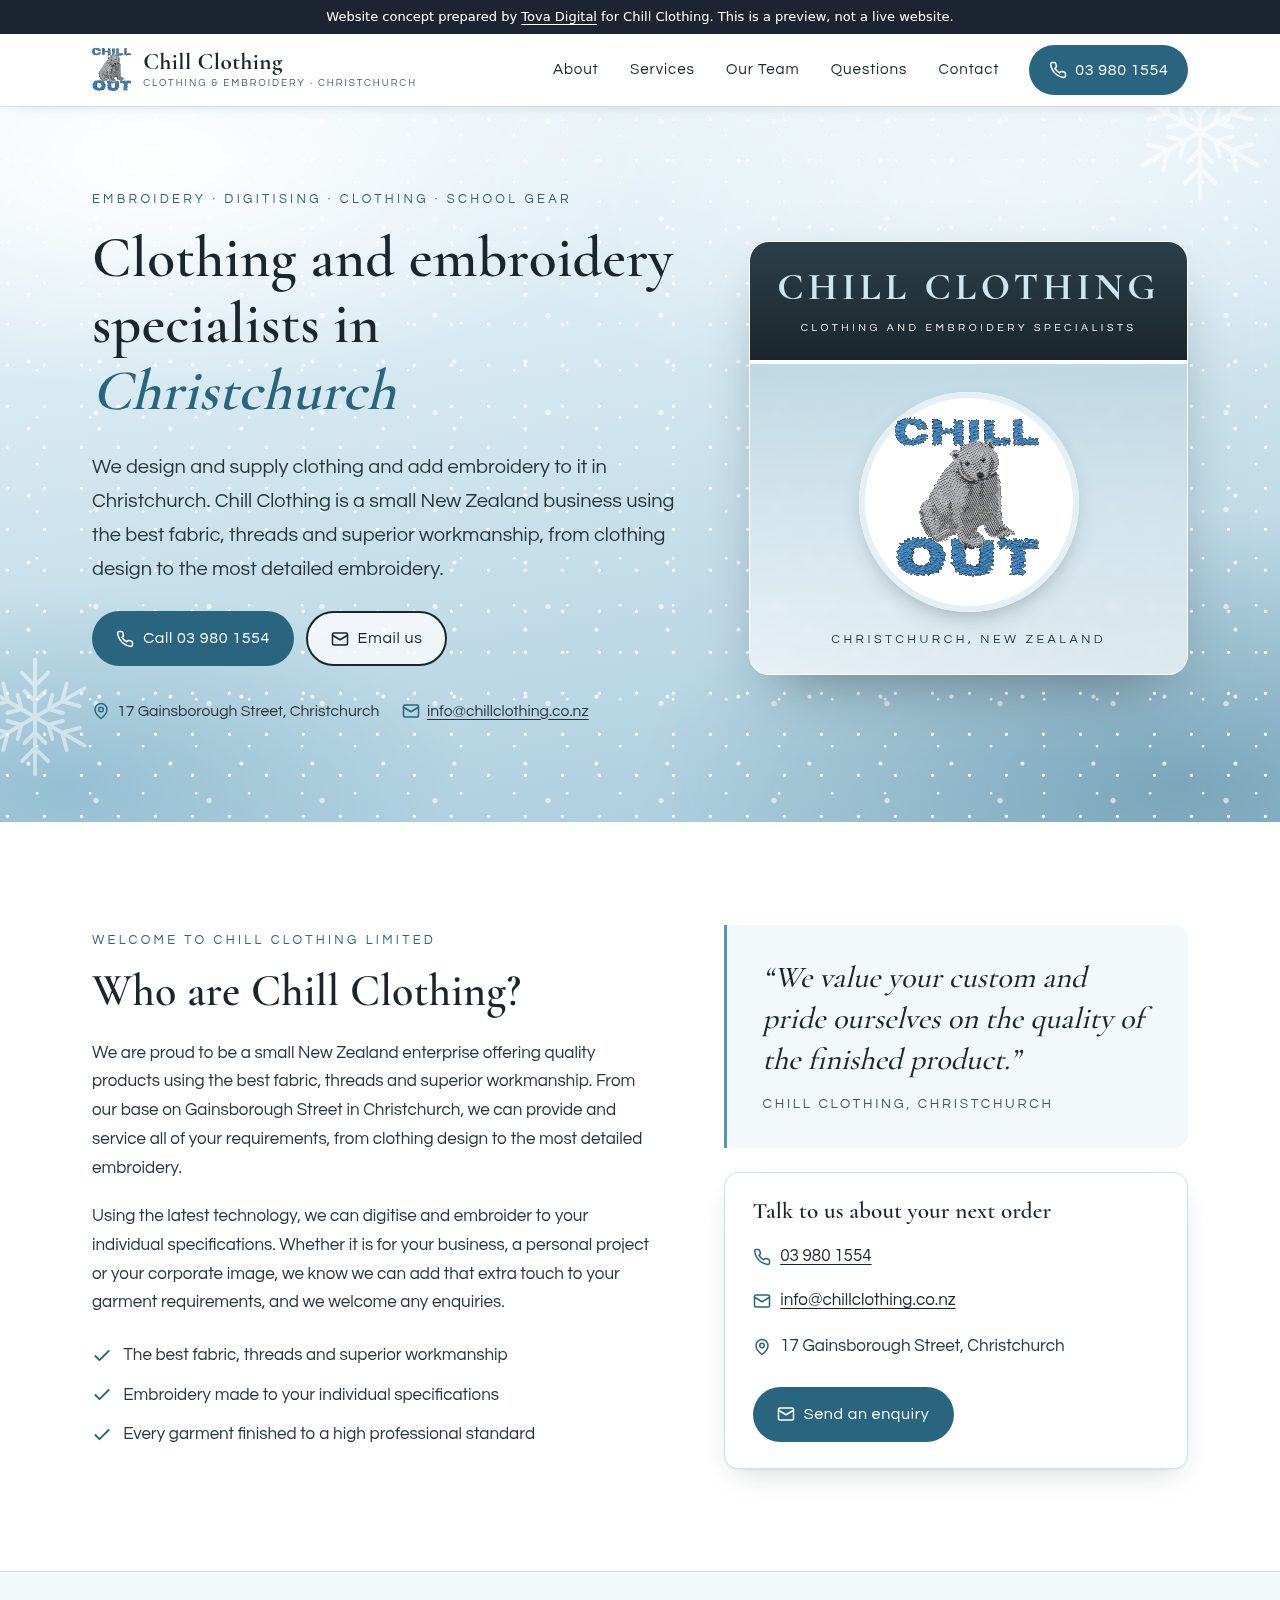 Website concept prepared by Tova Digital for Chill Clothing. This is a preview, not a live website.
CHILL
OUT
Chill Clothing
CLOTHING & EMBROIDERY · CHRISTCHURCH
About
Services
Our Team
Questions
Contact
03 980 1554
EMBROIDERY · DIGITISING · CLOTHING · SCHOOL GEAR
Clothing and embroidery
specialists in
Christchurch
We design and supply clothing and add embroidery to it in
Christchurch. Chill Clothing is a small New Zealand business using
the best fabric, threads and superior workmanship, from clothing
design to the most detailed embroidery.
Call 03 980 1554
Email us
17 Gainsborough Street, Christchurch
info@chillclothing.co.nz
CHILL CLOTHING
CLOTHING AND EMBROIDERY SPECIALISTS
CHILL
OUT
CHRISTCHURCH, NEW ZEALAND
WELCOME TO CHILL CLOTHING LIMITED
Who are Chill Clothing?
We are proud to be a small New Zealand enterprise offering quality
products using the best fabric, threads and superior workmanship. From
our base on Gainsborough Street in Christchurch, we can provide and
service all of your requirements, from clothing design to the most detailed
embroidery.
Using the latest technology, we can digitise and embroider to your
individual specifications. Whether it is for your business, a personal project
or your corporate image, we know we can add that extra touch to your
garment requirements, and we welcome any enquiries.
The best fabric, threads and superior workmanship
Embroidery made to your individual specifications
Every garment finished to a high professional standard
“We value your custom and
pride ourselves on the quality of
the finished product.”
CHILL CLOTHING, CHRISTCHURCH
Talk to us about your next order
03 980 1554
info@chillclothing.co.nz
17 Gainsborough Street, Christchurch
Send an enquiry